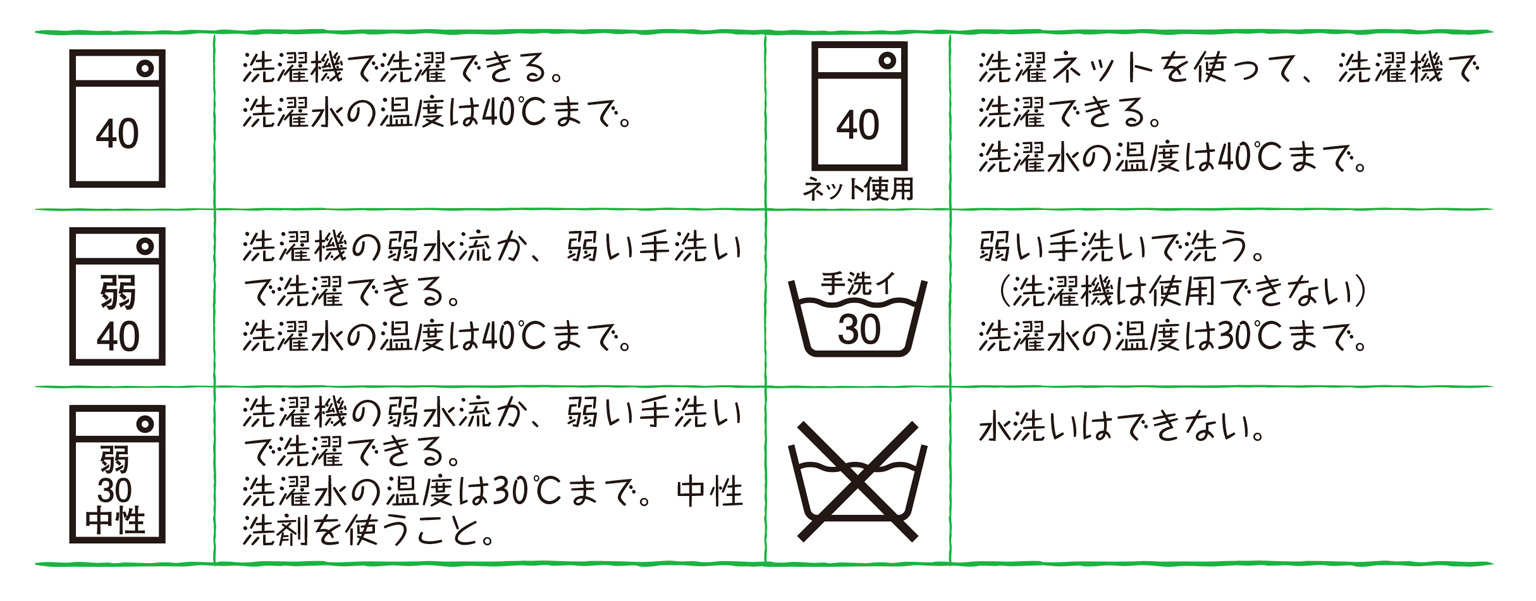 40
洗濯機で洗濯できる。
洗濯水の温度は40℃まで。
40
ネット使用
洗濯ネットを使って、洗濯機で
洗濯できる。
洗濯水の温度は40℃まで。
弱
40
洗濯機の弱水流か、弱い手洗い
で洗濯できる。
洗濯水の温度は40℃まで。
手洗イ
30
弱い手洗いで洗う。
（洗濯機は使用できない）
洗濯水の温度は30℃まで。
弱
30
中性
洗濯機の弱水流か、弱い手洗い
で洗濯できる。
洗濯水の温度は30℃まで。中性
洗剤を使うこと。
水洗いはできない。